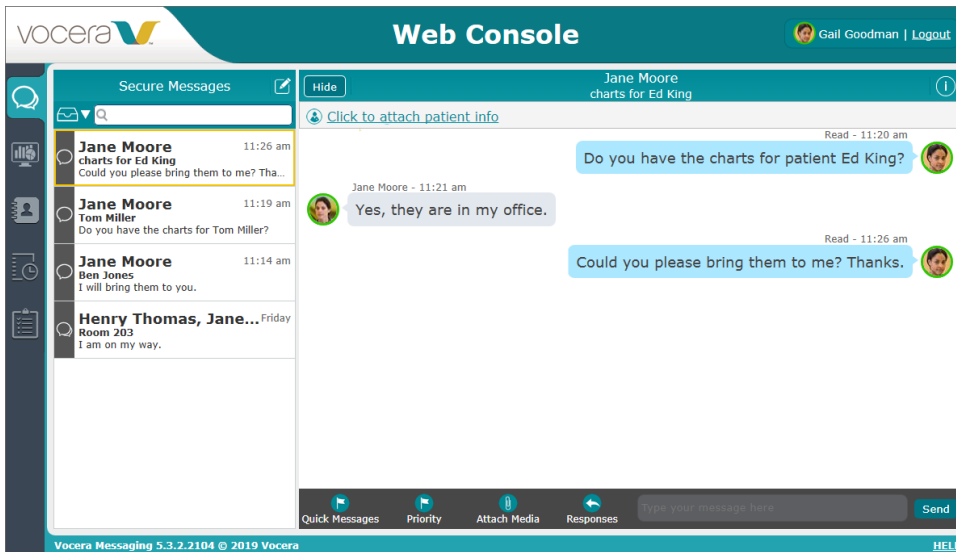 vocera
Web Console
Gail Goodman | Logout
Secure Messages
Hide
Jane Moore
charts for Ed King
Click to attach patient info
Jane Moore 11:26 am
charts for Ed King
Could you please bring them to me? Tha...
Jane Moore 11:19 am
Tom Miller
Do you have the charts for Tom Miller?
Jane Moore 11:14 am
Ben Jones
I will bring them to you.
Henry Thomas, Jane... Friday
Room 203
I am on my way.
Read - 11:20 am
Do you have the charts for patient Ed King?
Jane Moore - 11:21 am
Yes, they are in my office.
Read - 11:26 am
Could you please bring them to me? Thanks.
Quick Messages
Priority
Attach Media
Responses
Type your message here
Send
Vocera Messaging 5.3.2.2104 © 2019 Vocera
HELP